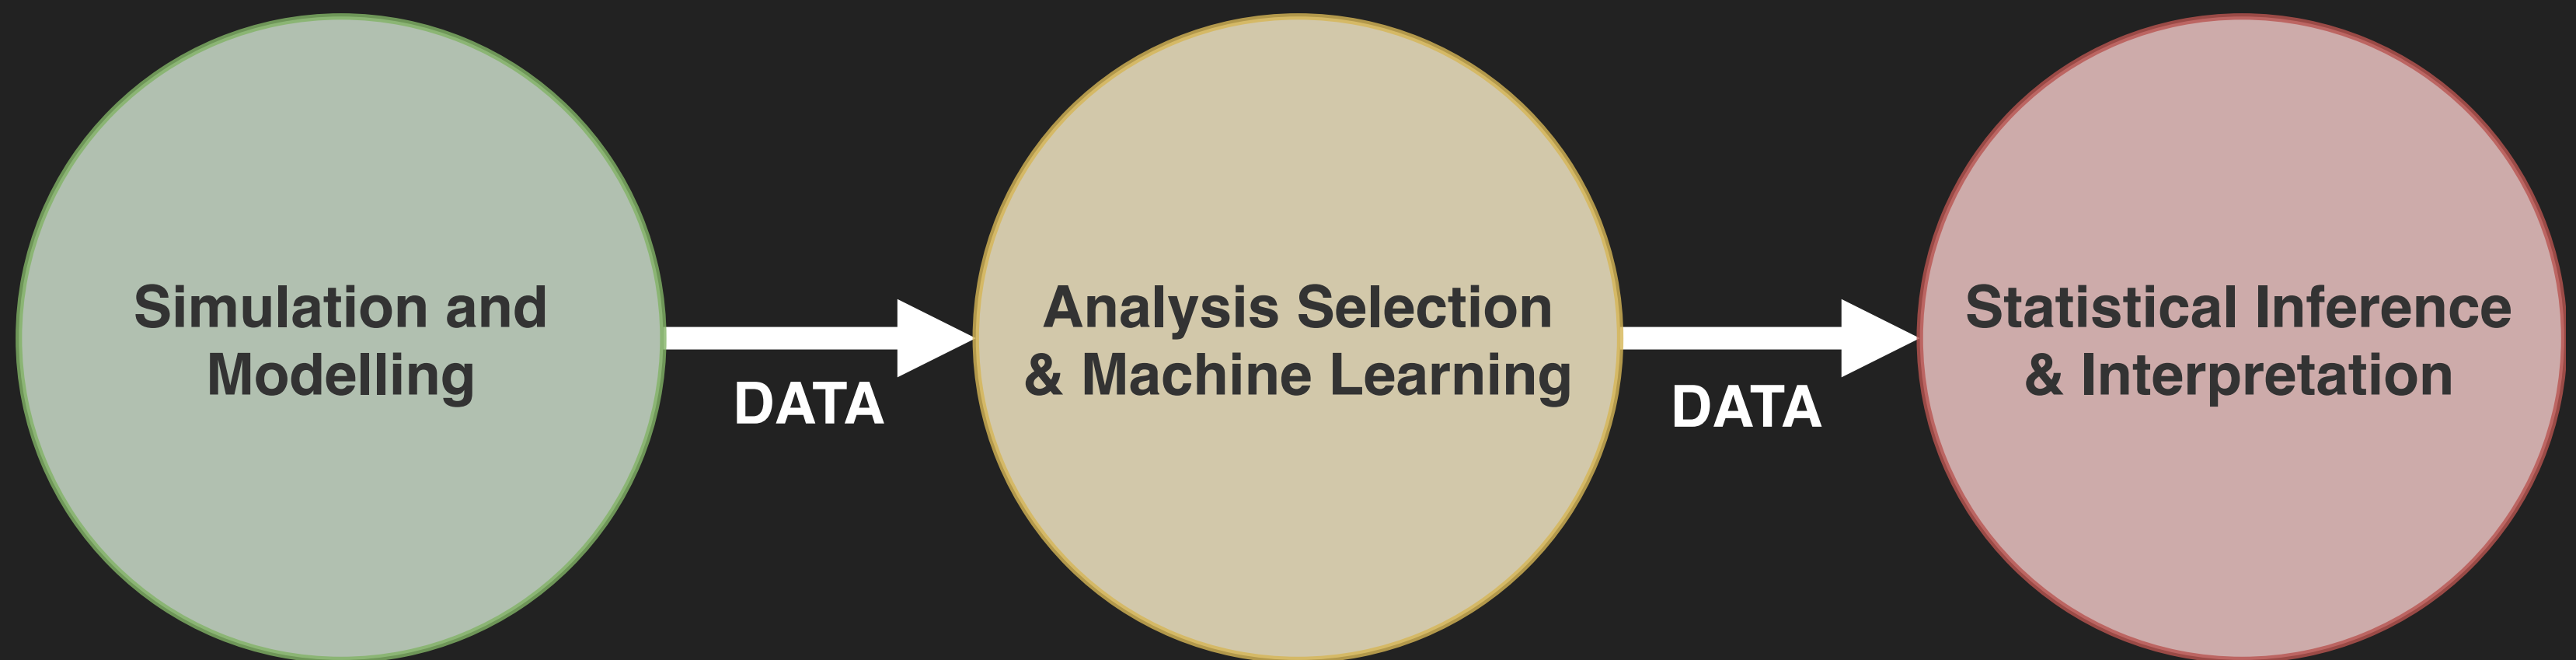 Simulation and
Modelling
DATA
Analysis Selection
& Machine Learning
DATA
Statistical Inference
& Interpretation